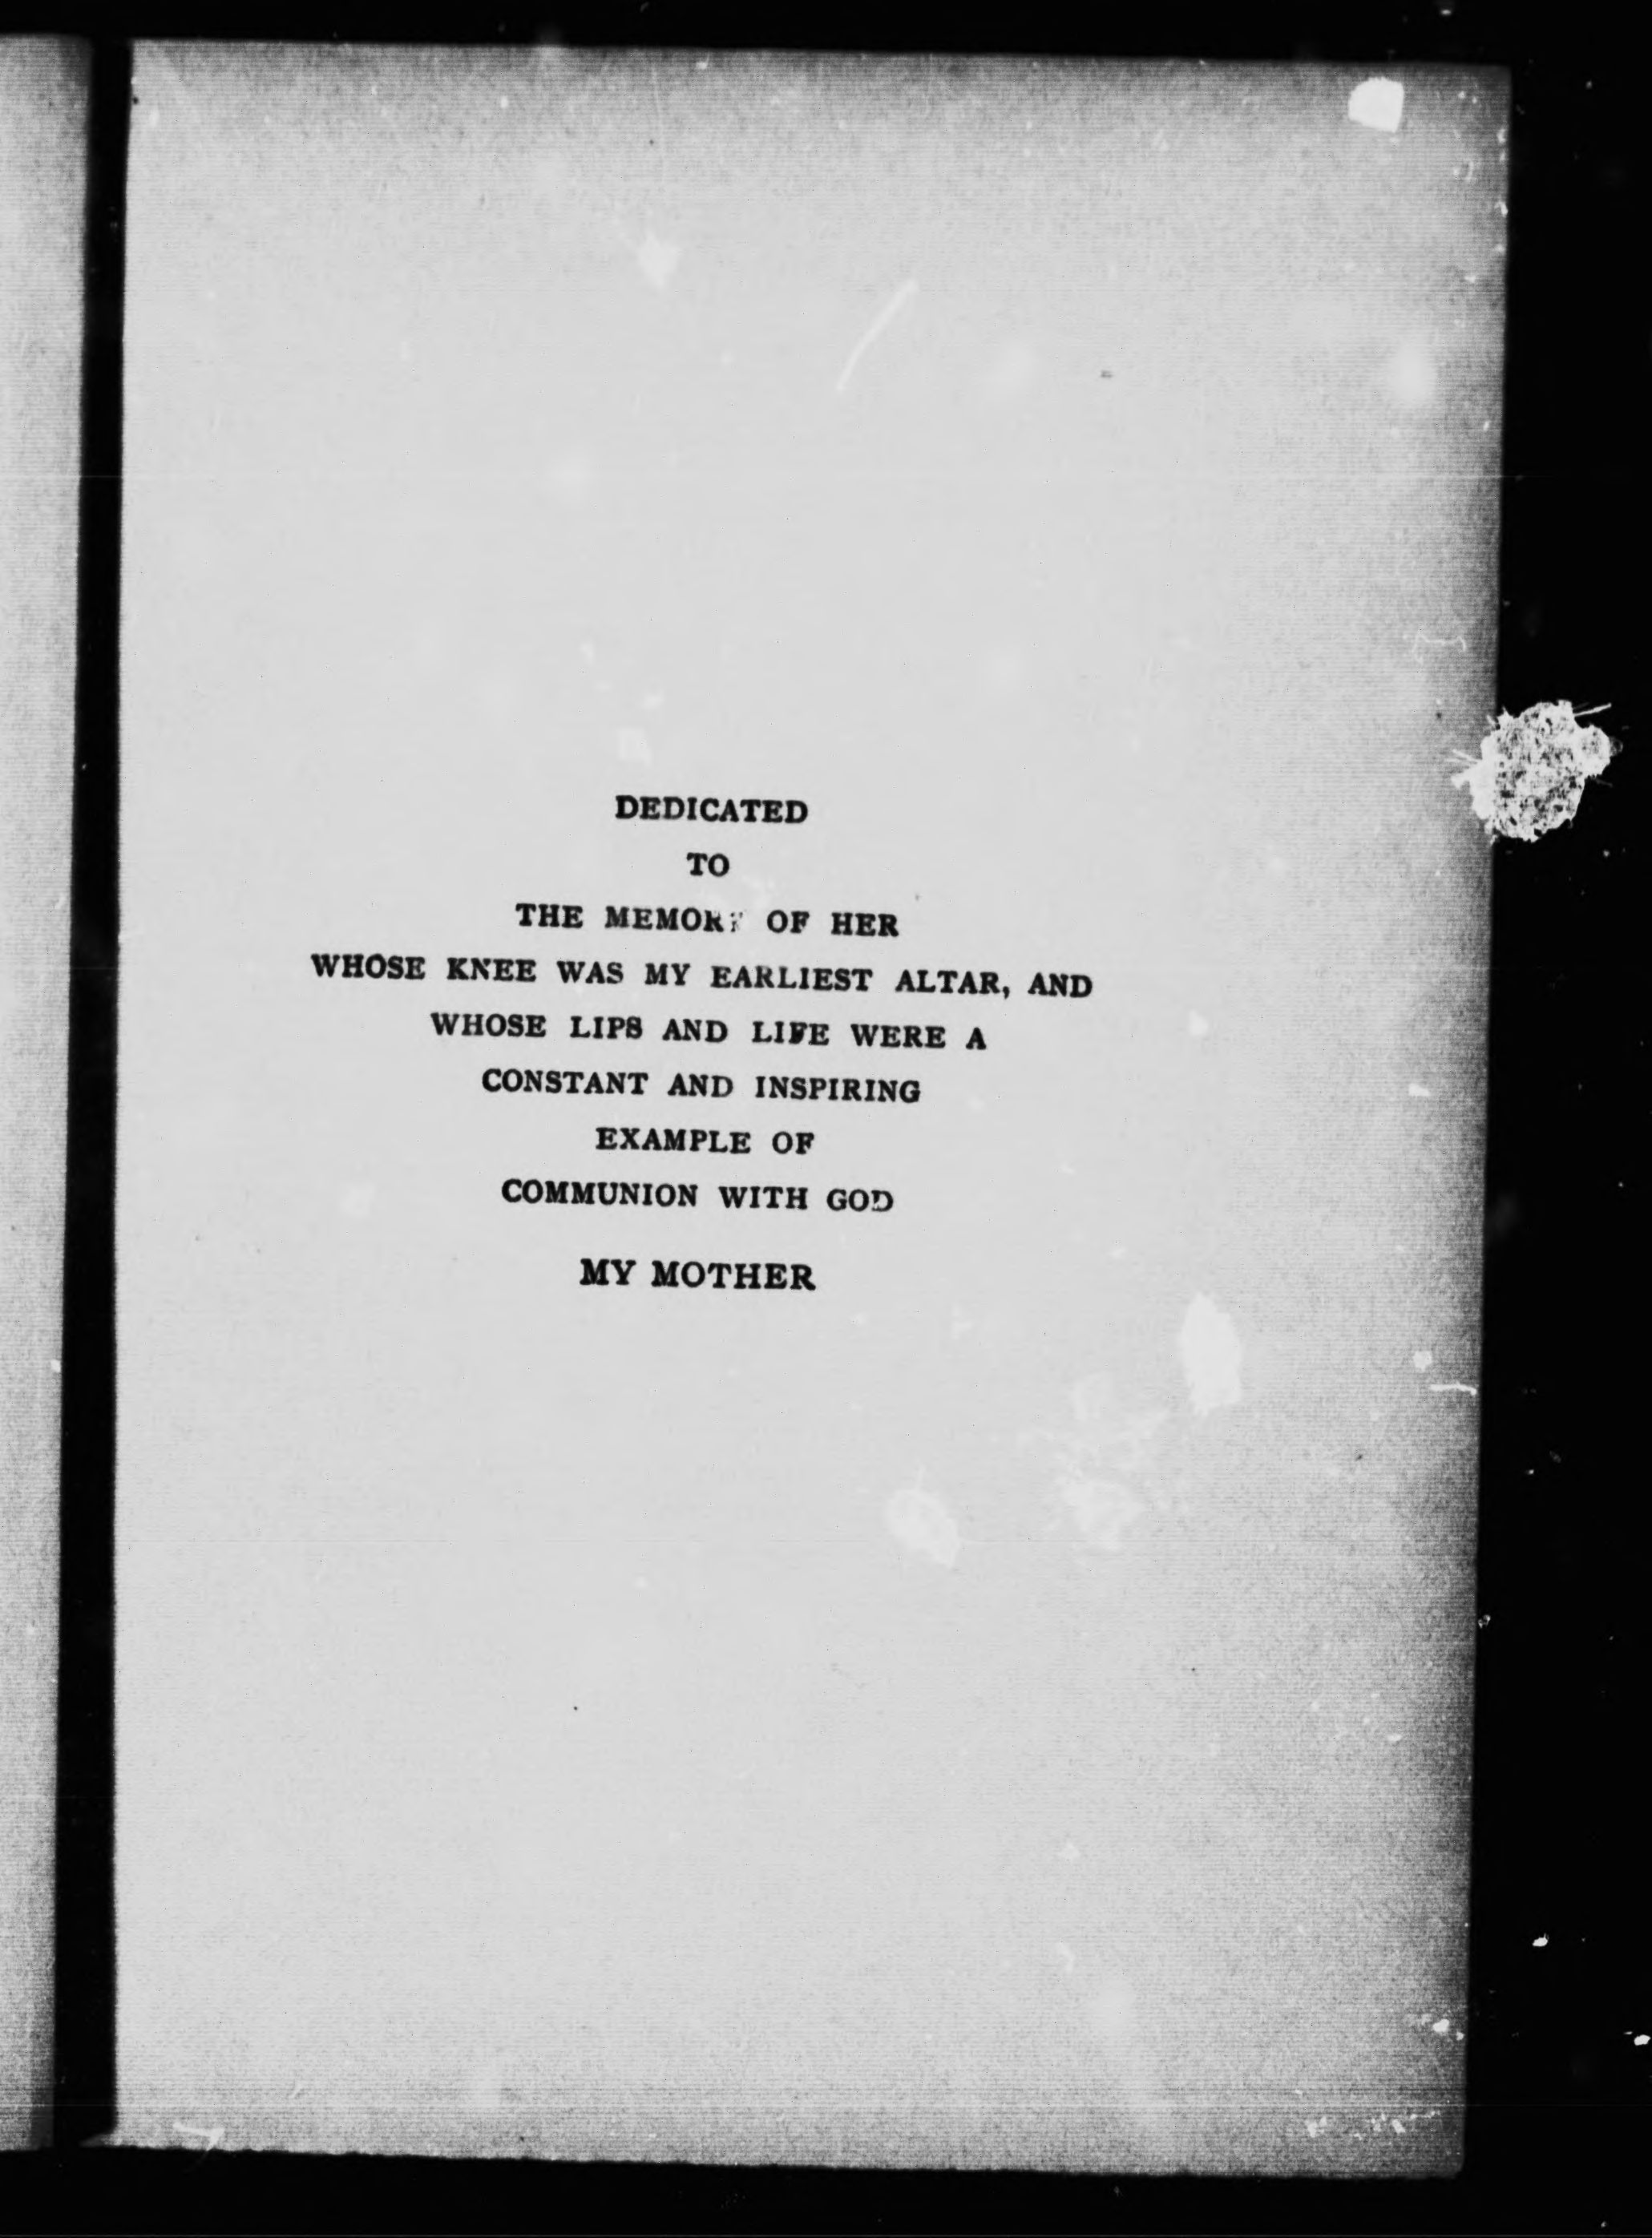 DEDICATED
TO
THE MEMORY OF HER
WHOSE KNEE WAS MY EARLIEST ALTAR, AND
WHOSE LIPS AND LIFE WERE A
CONSTANT AND INSPIRING
EXAMPLE OF
COMMUNION WITH GOD
MY MOTHER